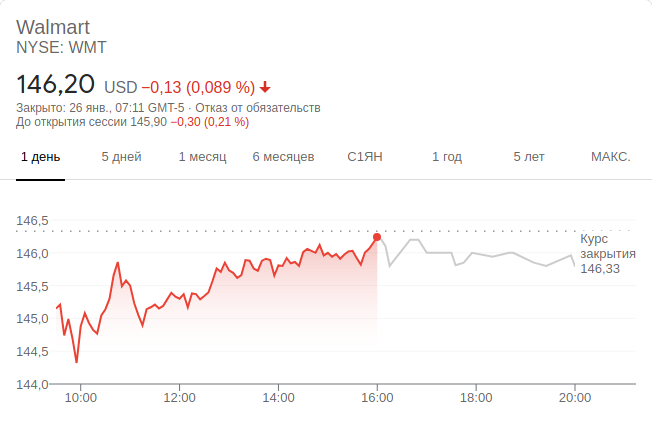 Walmart
NYSE: WMT
146,20 USD −0,13 (0,089 %)
Закрыто: 26 янв., 07:11 GMT-5 · Отказ от обязательств
До открытия сессии 145,90 −0,30 (0,21 %)
1 день 5 дней 1 месяц 6 месяцев С1ЯН 1 год 5 лет МАКС.
146,5
146,0
145,5
145,0
144,5
144,0
Курс
закрытия
146,33
10:00 12:00 14:00 16:00 18:00 20:00